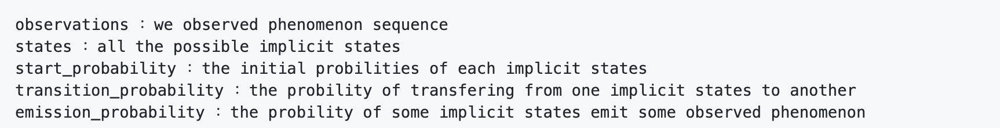 observations : we observed phenomenon sequence
states : all the possible implicit states
start_probability : the initial probilities of each implicit states
transition_probability : the probility of transfering from one implicit states to another
emission_probability : the probility of some implicit states emit some observed phenomenon